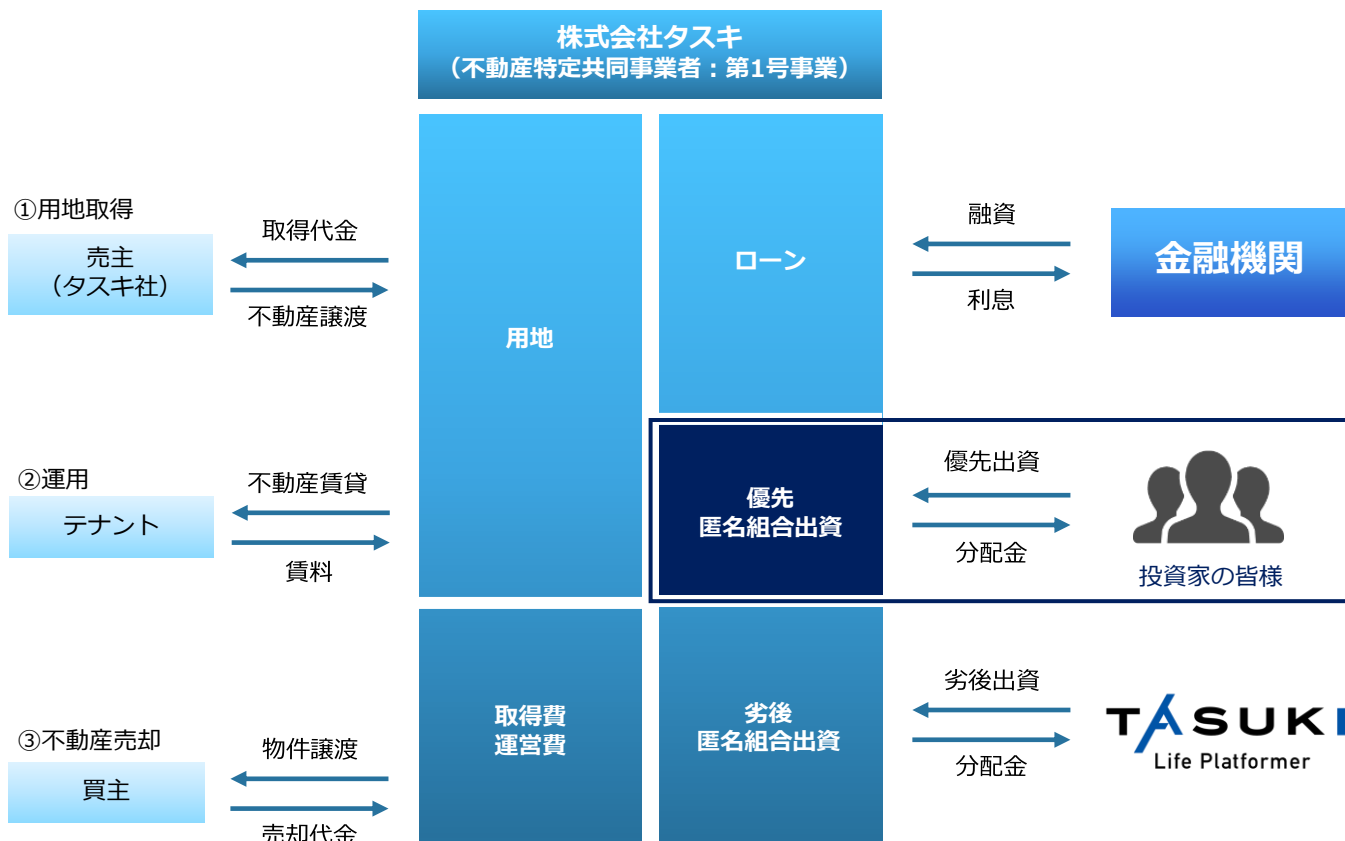 株式会社タスキ
（不動産特定共同事業者：第1号事業）
①用地取得
売主
（タスキ社）
取得代金
不動産譲渡
用地
ローン
融資
利息
金融機関
②運用
テナント
不動産賃貸
賃料
優先
匿名組合出資
優先出資
分配金
投資家の皆様
③不動産売却
買主
物件譲渡
売却代金
取得費
運営費
劣後
匿名組合出資
劣後出資
分配金
TASUKI
Life Platformer